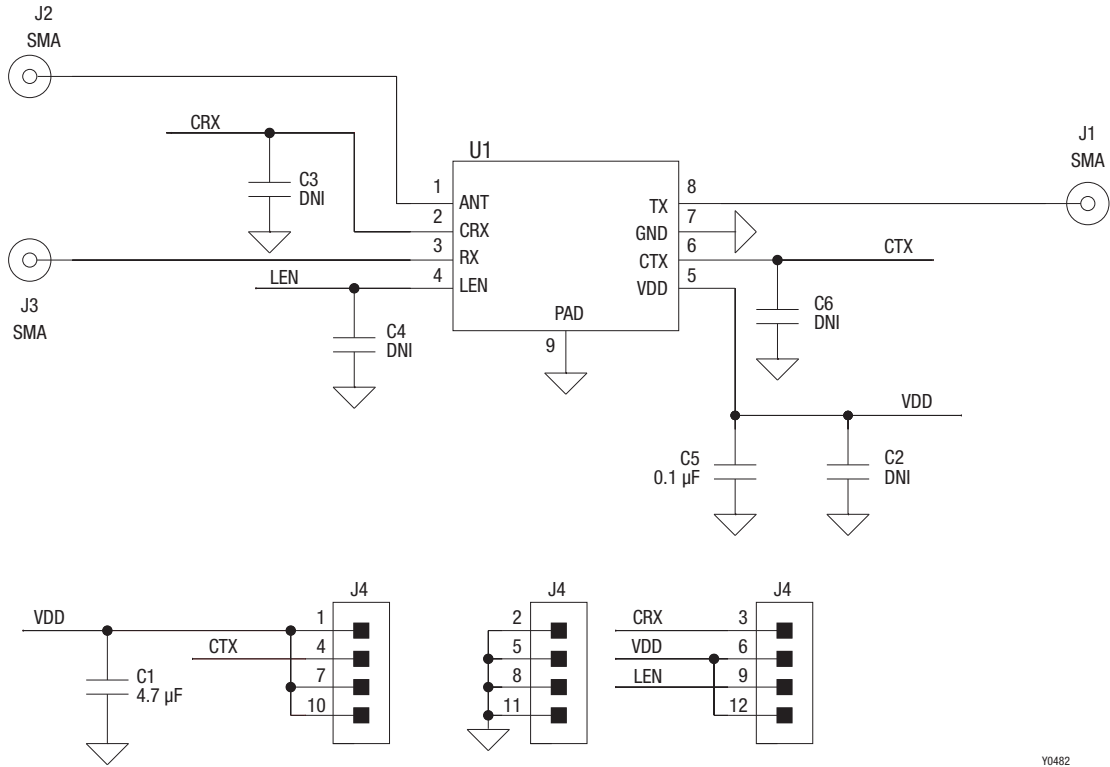 J2
SMA
CRX
C3
DNI
U1
J1
SMA
1
ANT
2
CRX
3
RX
4
LEN
8
TX
7
GND
6
CTX
5
VDD
PAD
9
CTX
LEN
J3
SMA
C4
DNI
C6
DNI
VDD
C5
0.1 µF
C2
DNI
J4
VDD
1
CTX
4
7
10
C1
4.7 µF
J4
2
5
8
11
J4
CRX
3
VDD
6
LEN
9
12
Y0482